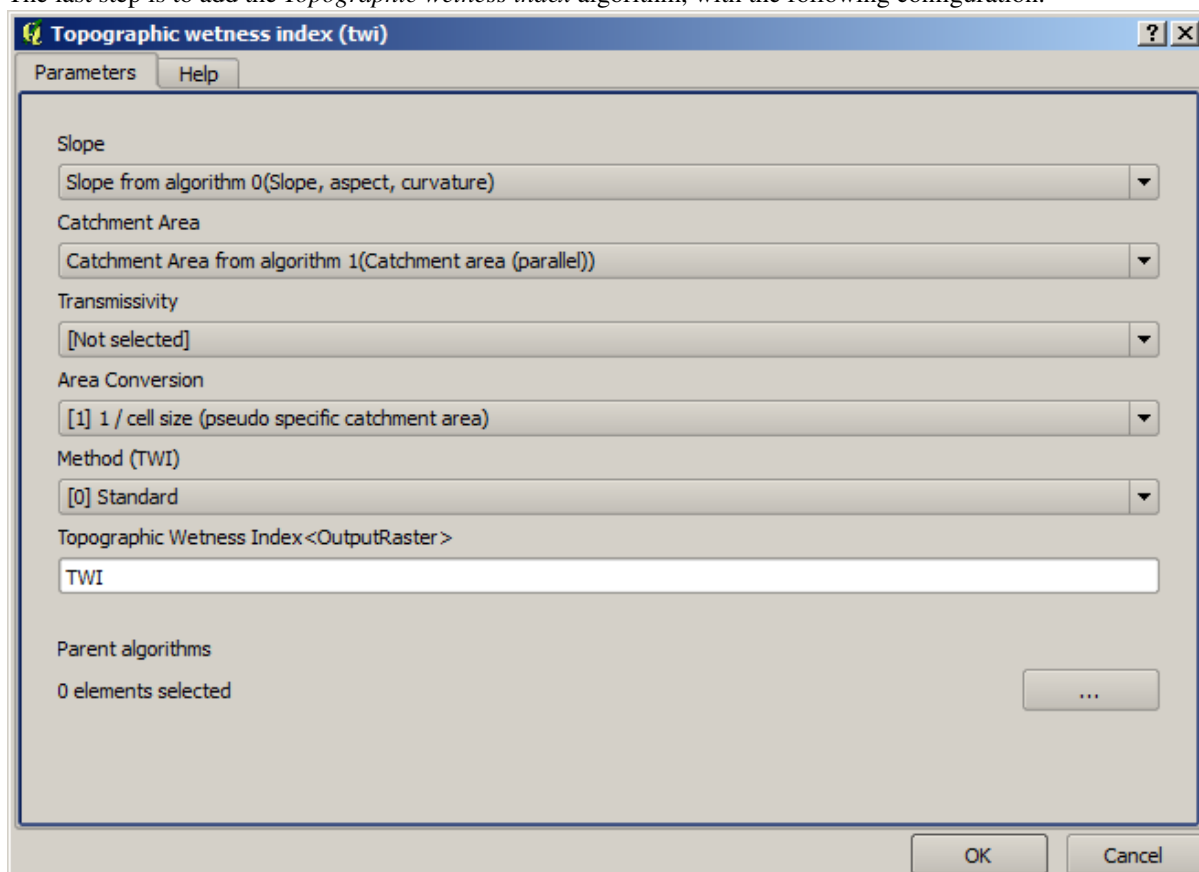 The last step is to add the Topographic wetness index algorithm, with the following configuration:
Topographic wetness index (twi)
Parameters Help
Slope
Slope from algorithm 0(Slope, aspect, curvature)
Catchment Area
Catchment Area from algorithm 1(Catchment area (parallel))
Transmissivity
[Not selected]
Area Conversion
[1] 1 / cell size (pseudo specific catchment area)
Method (TWI)
[0] Standard
Topographic Wetness Index<OutputRaster>
TWI
Parent algorithms
0 elements selected ...
OK Cancel